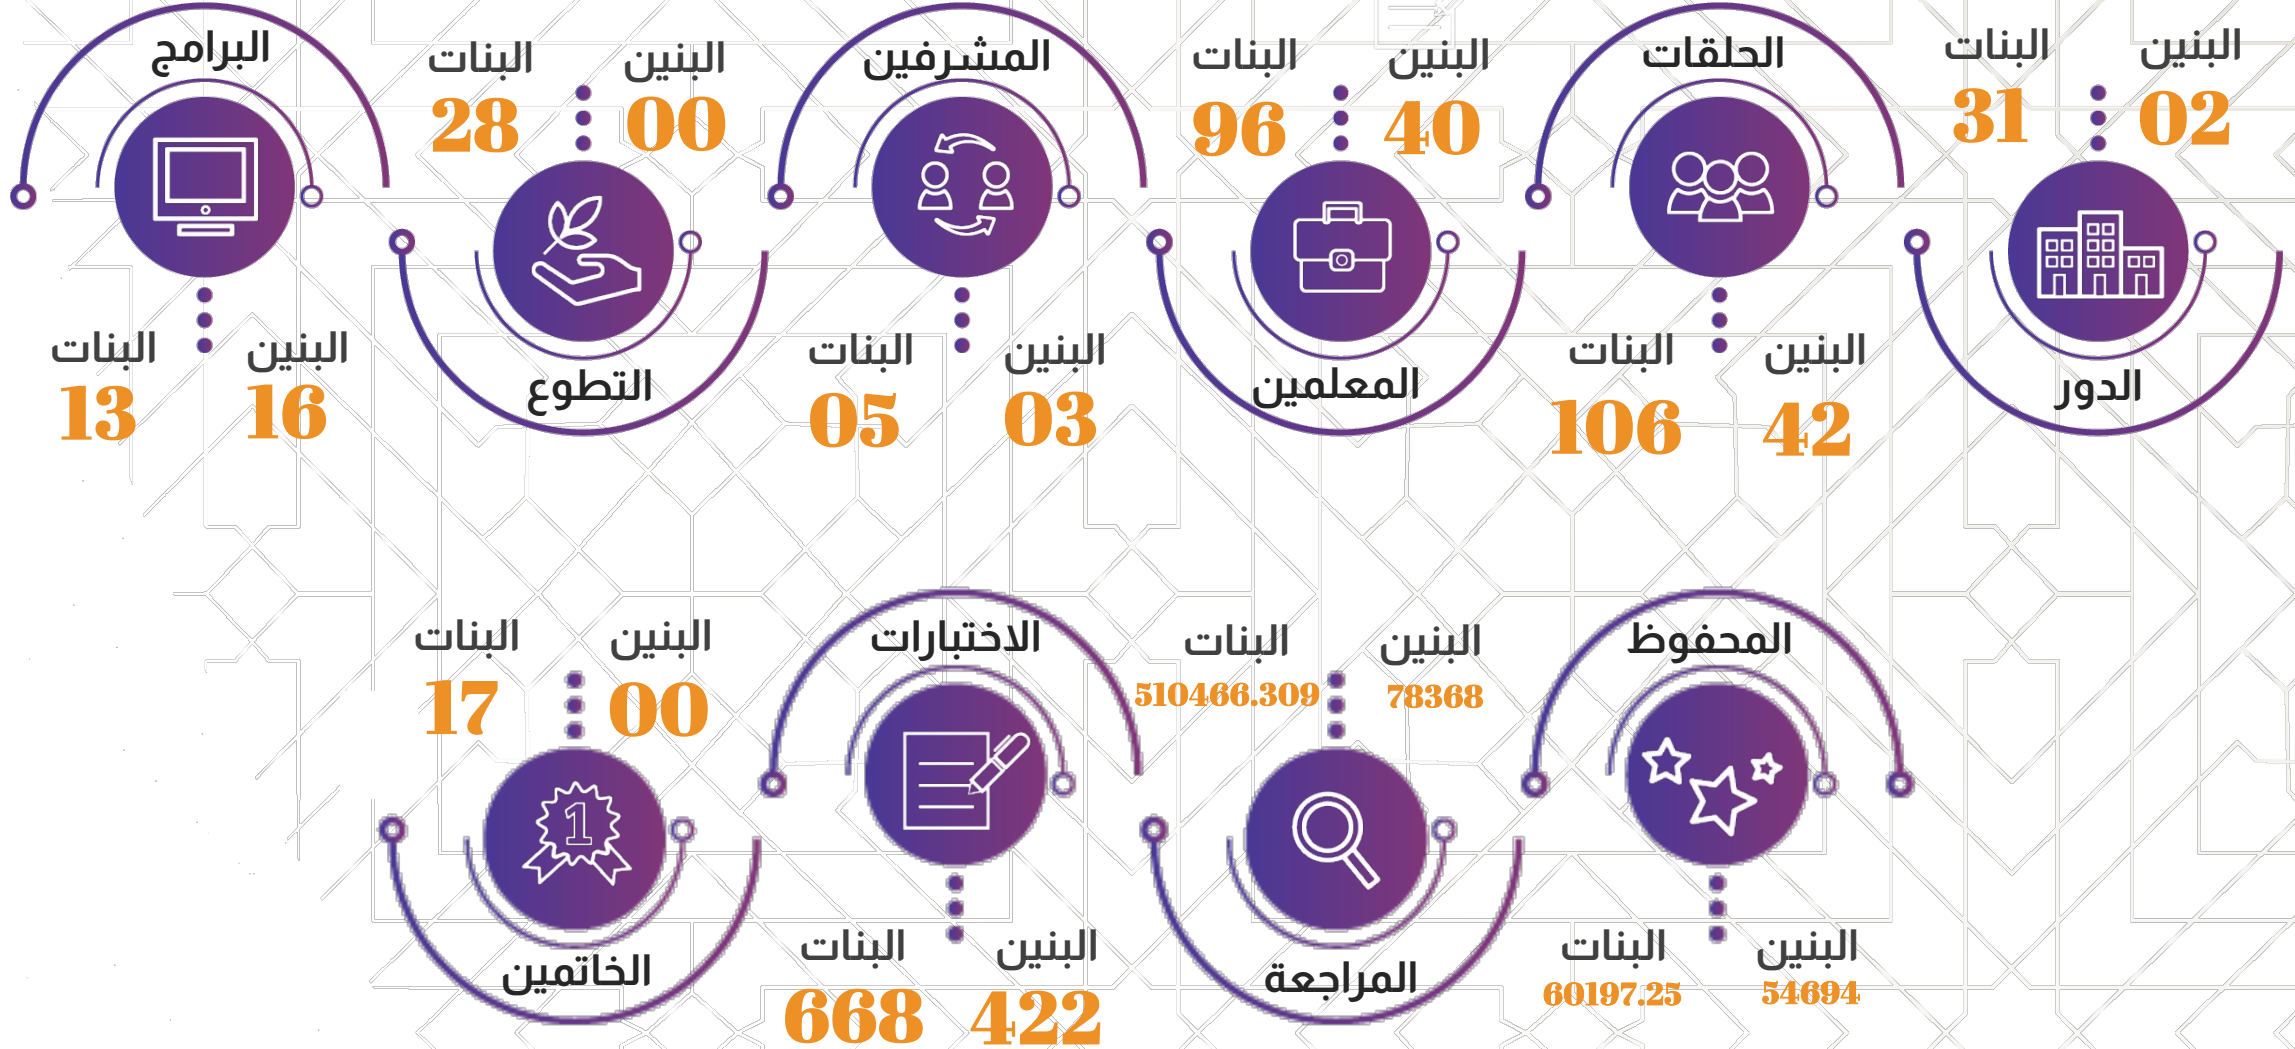 الدور
البنين
02
البنات
31
الحلقات
البنين
42
البنات
106
المعلمين
البنين
40
البنات
96
المشرفين
البنين
03
البنات
05
التطوع
البنين
00
البنات
28
البرامج
البنين
16
البنات
13
المحفوظ
البنين
54694
البنات
60197.25
المراجعة
البنين
78368
البنات
510466.309
الاختبارات
البنين
422
البنات
668
الخاتمين
البنين
00
البنات
17
1